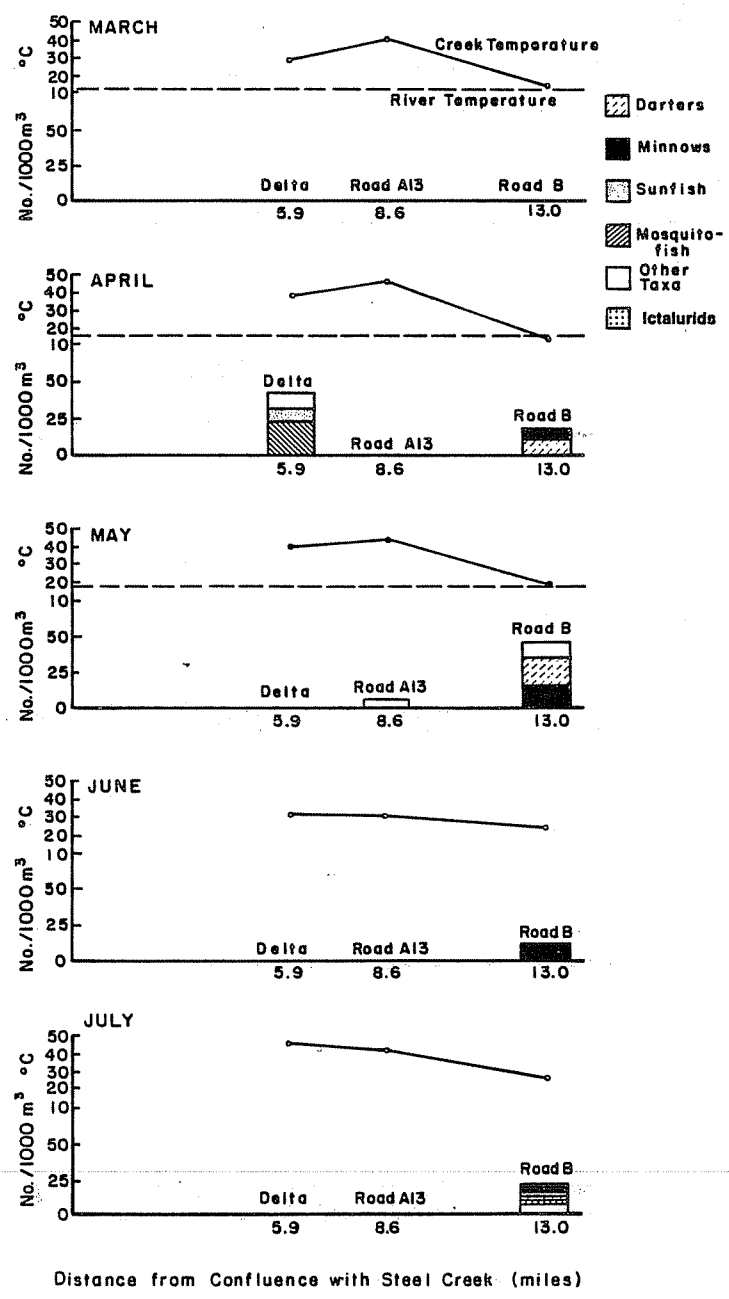 MARCH
50
40
30
20
10
°C
Creek Temperature
River Temperature
50
25
0
No./1000m³
Delta Road A13 Road B
5.9 8.6 13.0
Darters
Minnows
Sunfish
Mosquito-
fish
Other
Taxa
Ictalurids
APRIL
50
40
30
20
10
°C
50
25
0
No./1000m³
Delta
Road B
Road A13
5.9 8.6 13.0
MAY
50
40
30
20
10
°C
50
25
0
No./1000m³
Road B
Delta Road A13
5.9 8.6 13.0
JUNE
50
40
30
20
10
°C
50
25
0
No./1000m³
Road B
Delta Road A13
5.9 8.6 13.0
JULY
50
40
30
20
10
°C
50
25
0
No./1000 m³
Road B
Delta Road A13
5.9 8.6 13.0
Distance from Confluence with Steel Creek (miles)